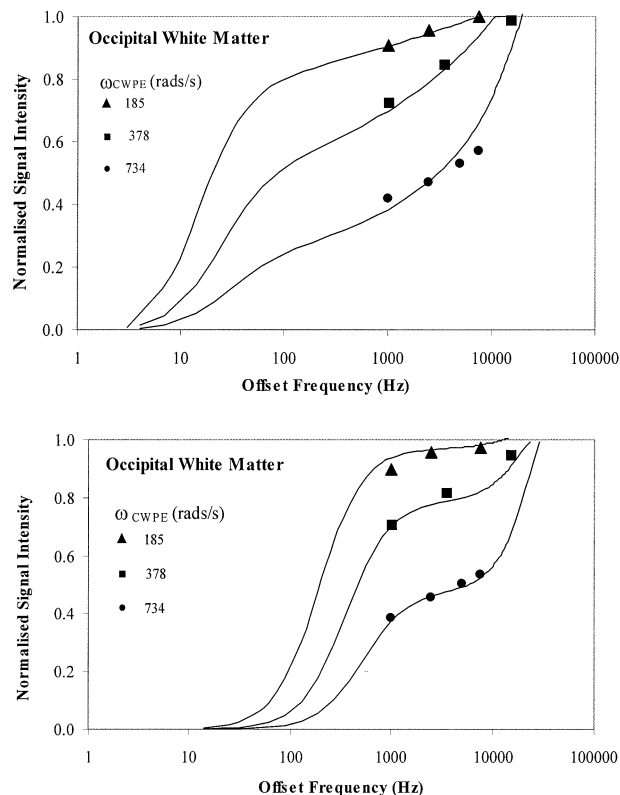 1.0
Occipital White Matter
ωCWPE (rads/s)
0.8
185
378
0.6
734
0.4
0.2
0.0
1 10 100 1000 10000 100000
Normalised Signal Intensity
Offset Frequency (Hz)
1.0
Occipital White Matter
0.8
ω CWPE (rads/s)
185
0.6
378
734
0.4
0.2
0.0
1 10 100 1000 10000 100000
Normalised Signal Intensity
Offset Frequency (Hz)